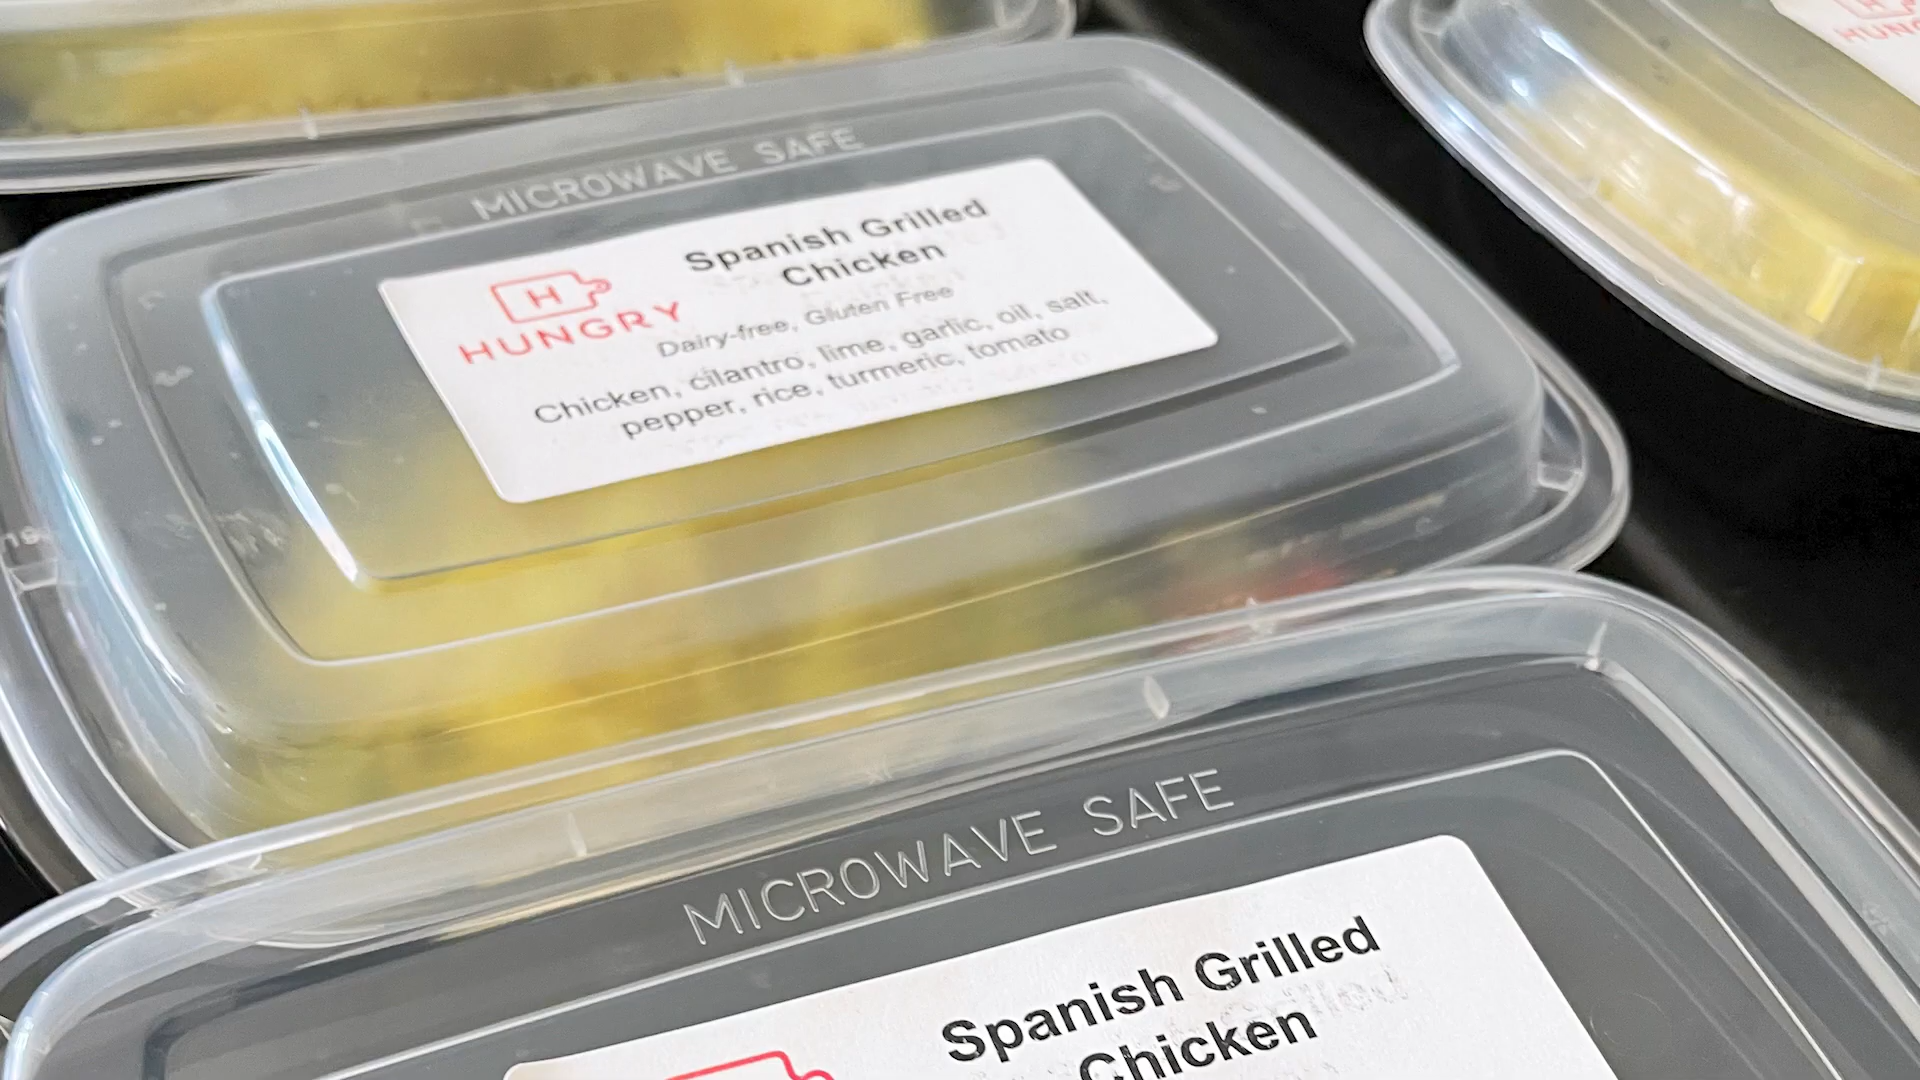 MICROWAVE SAFE
Spanish Grilled
Chicken
H
HUNGRY
Dairy-free, Gluten Free
Chicken, cilantro, lime, garlic, oil, salt,
pepper, rice, turmeric, tomato
MICROWAVE SAFE
Spanish Grilled
Chicken